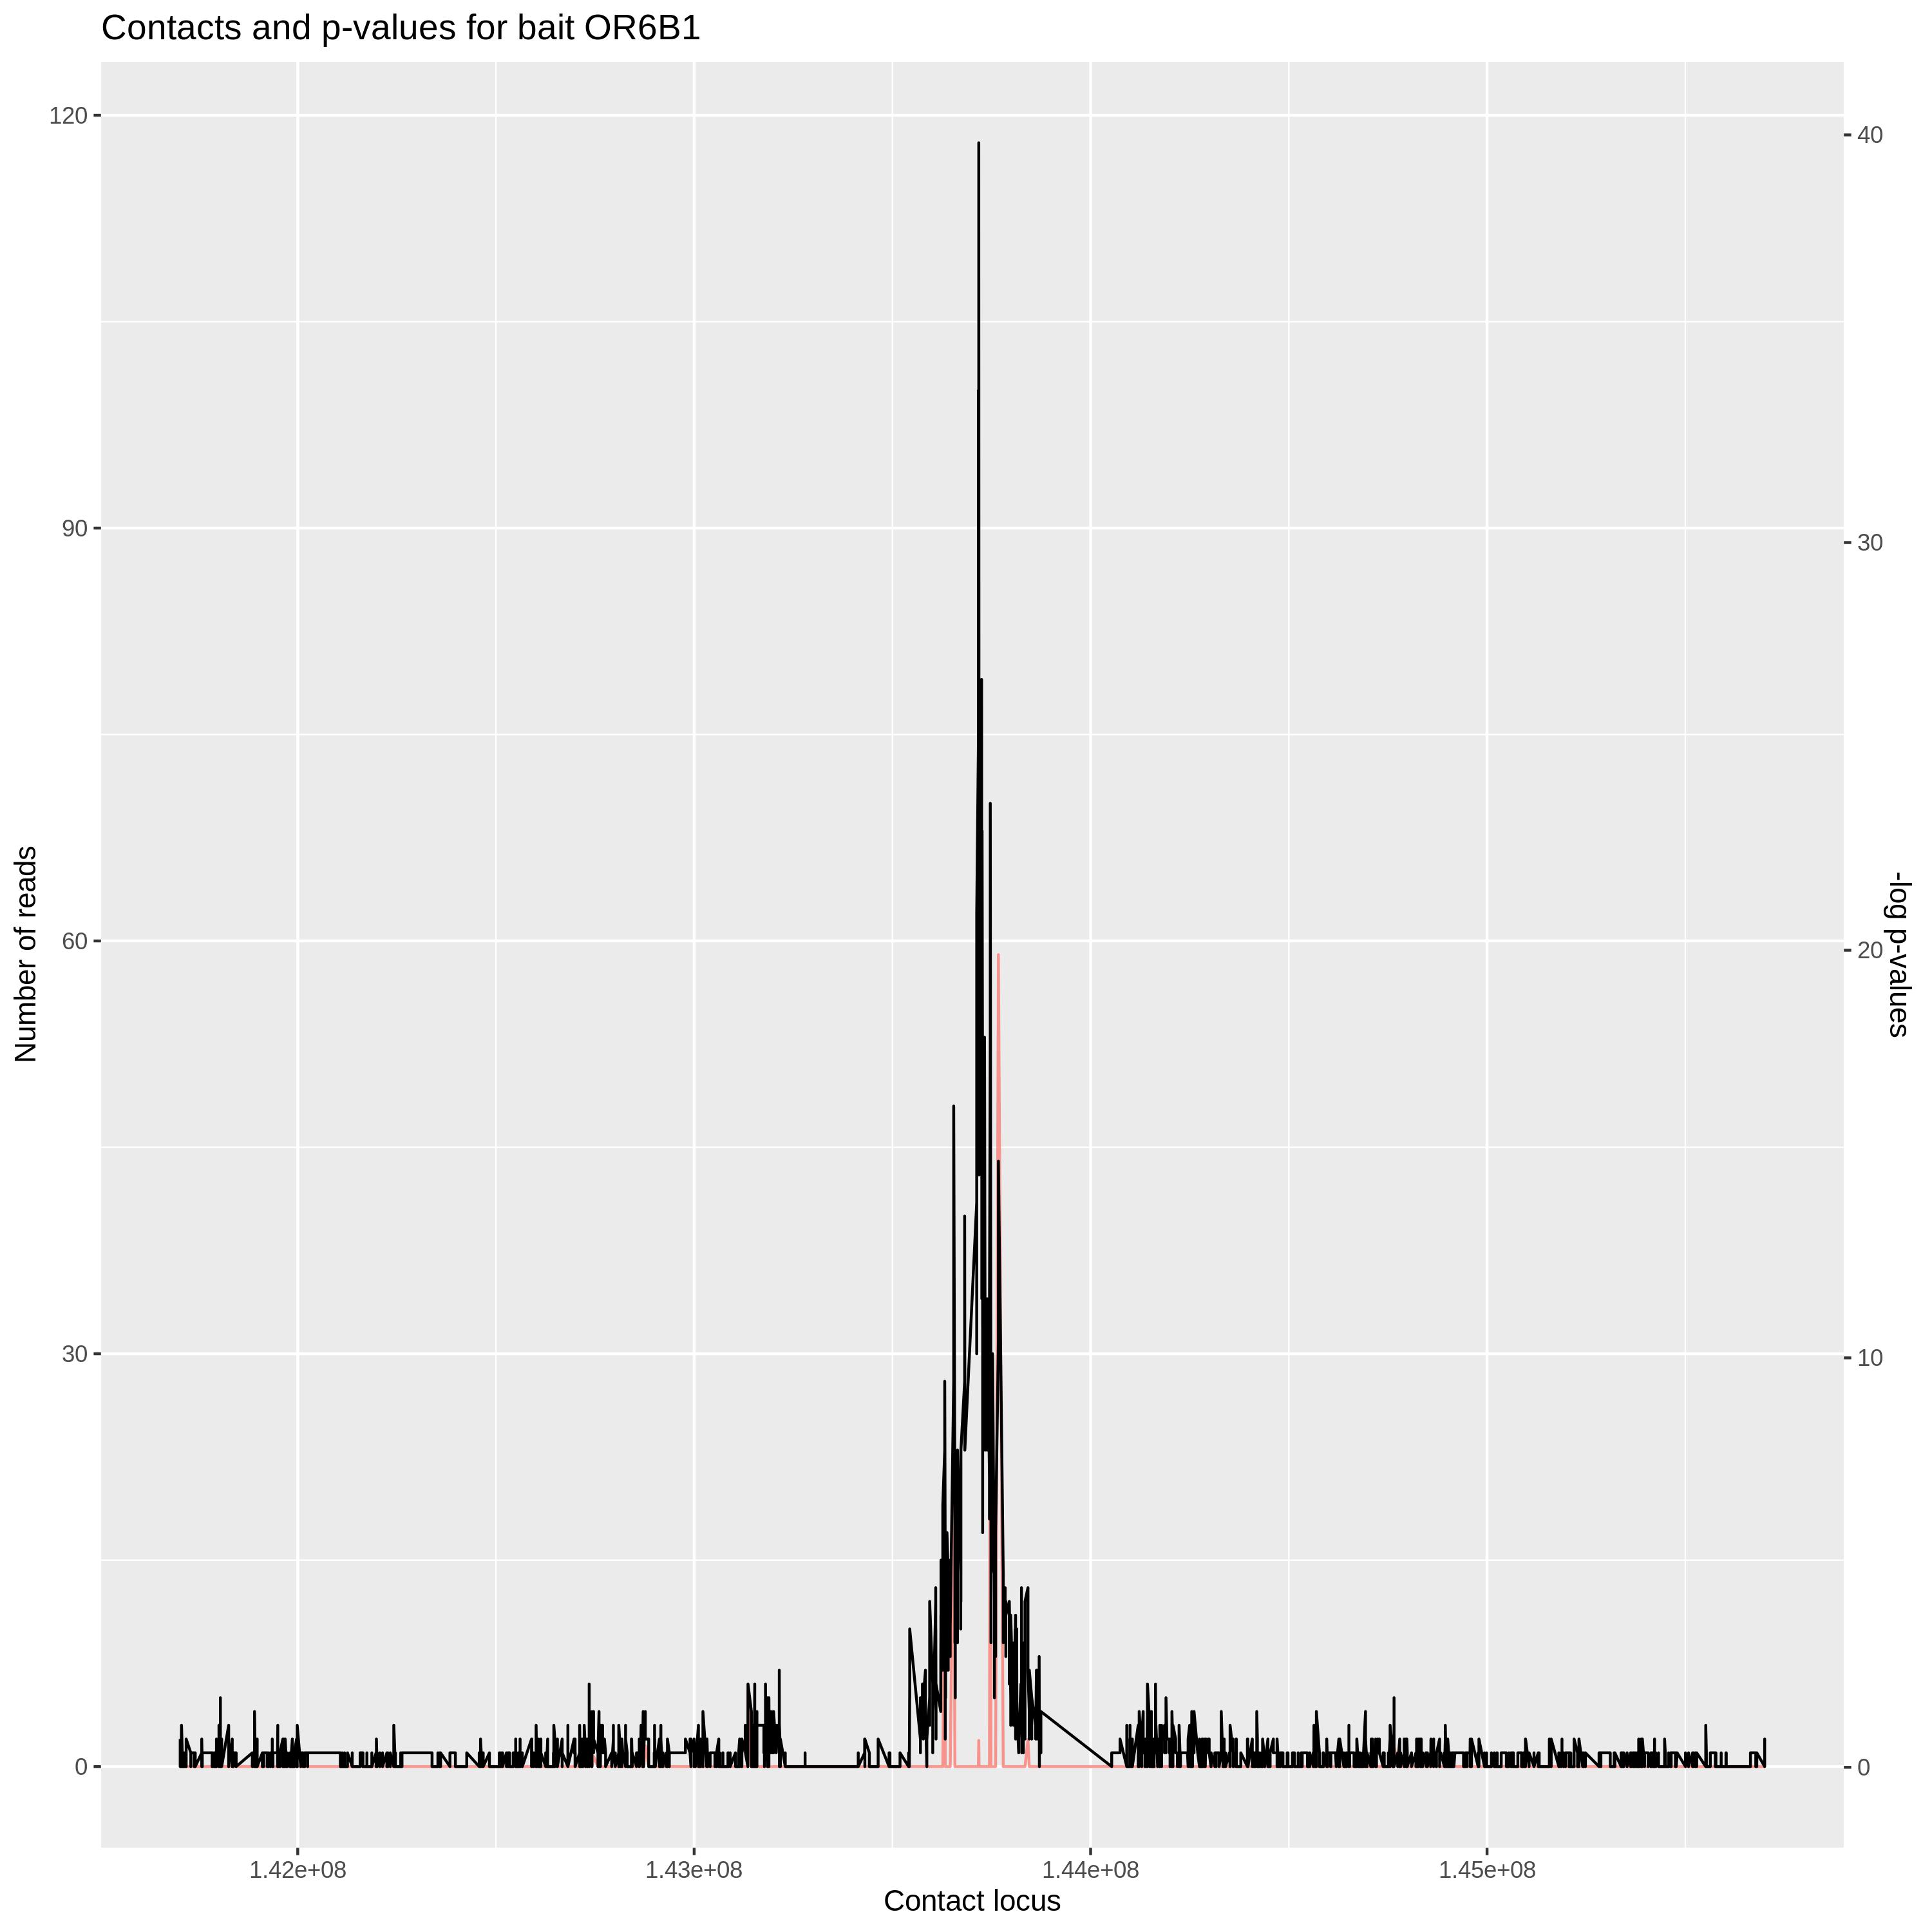 Contacts and p-values for bait OR6B1
120
90
60
30
0
Number of reads
40
30
20
10
0
-log p-values
1.42e+08
1.43e+08
1.44e+08
1.45e+08
Contact locus